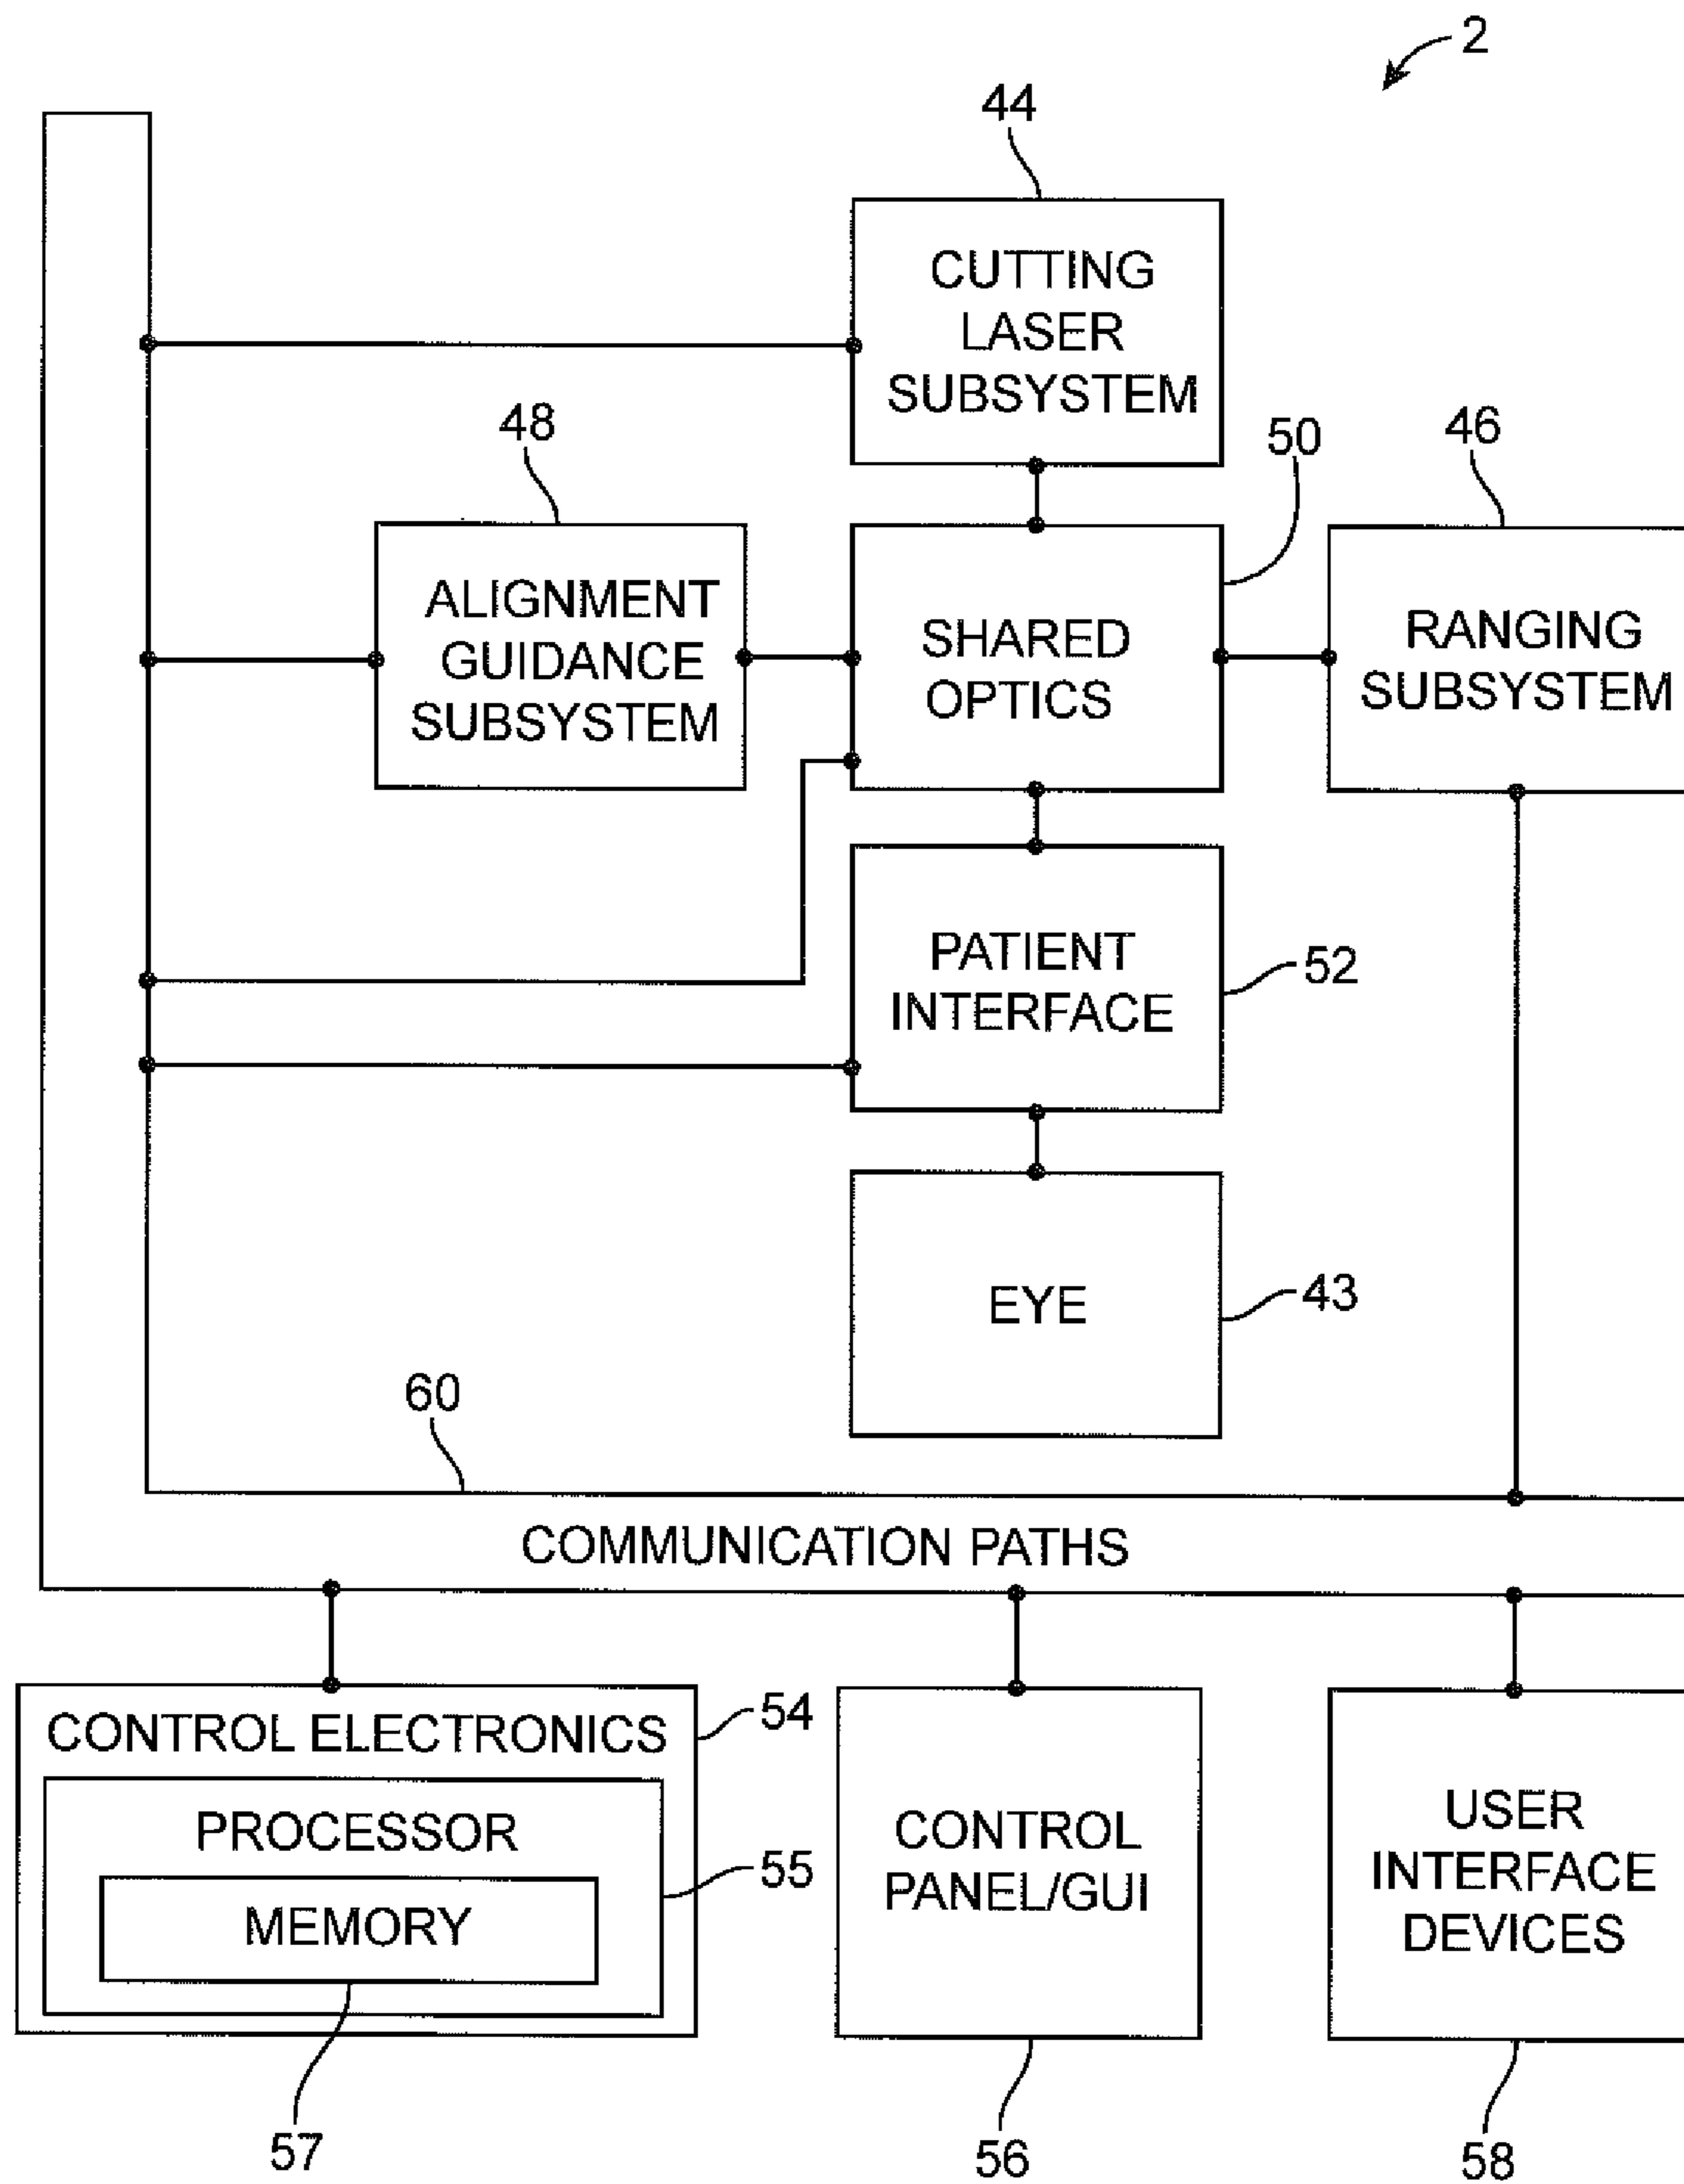 2
44
CUTTING
LASER
SUBSYSTEM
48
50
46
ALIGNMENT
GUIDANCE
SUBSYSTEM
SHARED
OPTICS
RANGING
SUBSYSTEM
PATIENT
INTERFACE
52
EYE
43
60
COMMUNICATION PATHS
CONTROL ELECTRONICS
54
PROCESSOR
55
MEMORY
57
CONTROL
PANEL/GUI
56
USER
INTERFACE
DEVICES
58